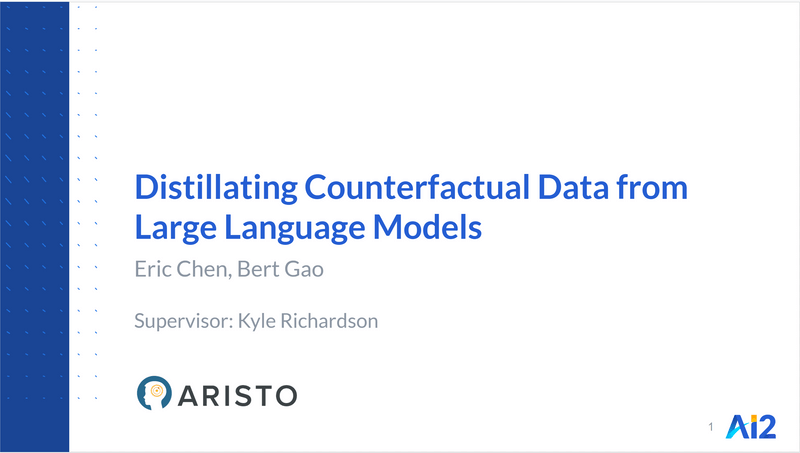 Distillating Counterfactual Data from
Large Language Models
Eric Chen, Bert Gao
Supervisor: Kyle Richardson
ARISTO
1
Ai2